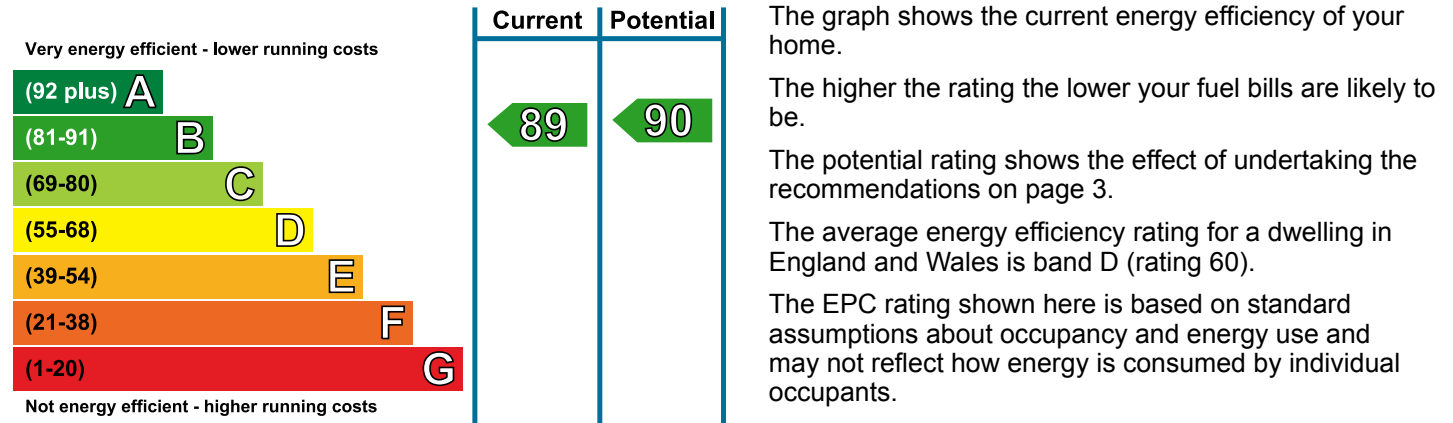 Current Potential
Very energy efficient - lower running costs
(92 plus) A
(81-91) B
(69-80) C
(55-68) D
(39-54) E
(21-38) F
(1-20) G
Not energy efficient - higher running costs
89 90
The graph shows the current energy efficiency of your
home.
The higher the rating the lower your fuel bills are likely to
be.
The potential rating shows the effect of undertaking the
recommendations on page 3.
The average energy efficiency rating for a dwelling in
England and Wales is band D (rating 60).
The EPC rating shown here is based on standard
assumptions about occupancy and energy use and
may not reflect how energy is consumed by individual
occupants.